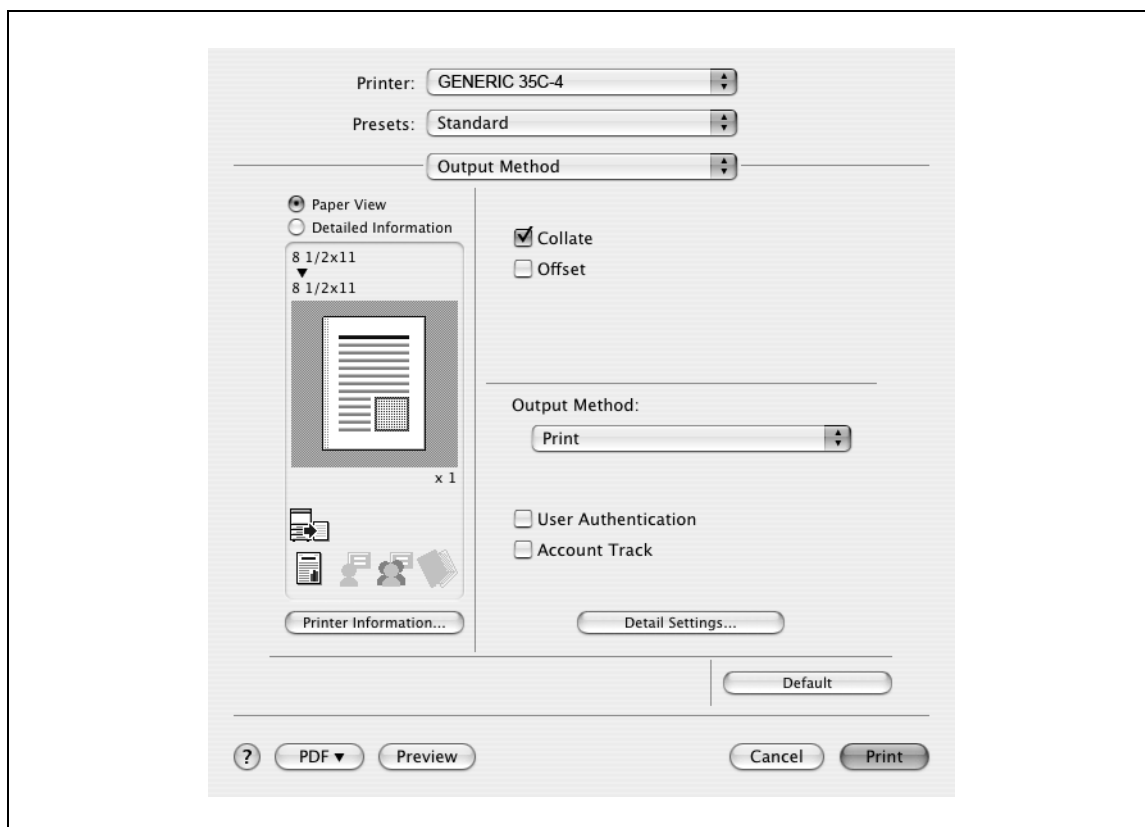 Printer: GENERIC 35C-4
Presets: Standard
Output Method
Paper View
Detailed Information
8 1/2x11
8 1/2x11
x 1
Printer Information...
Collate
Offset
Output Method:
Print
User Authentication
Account Track
Detail Settings...
Default
? PDF Preview Cancel Print